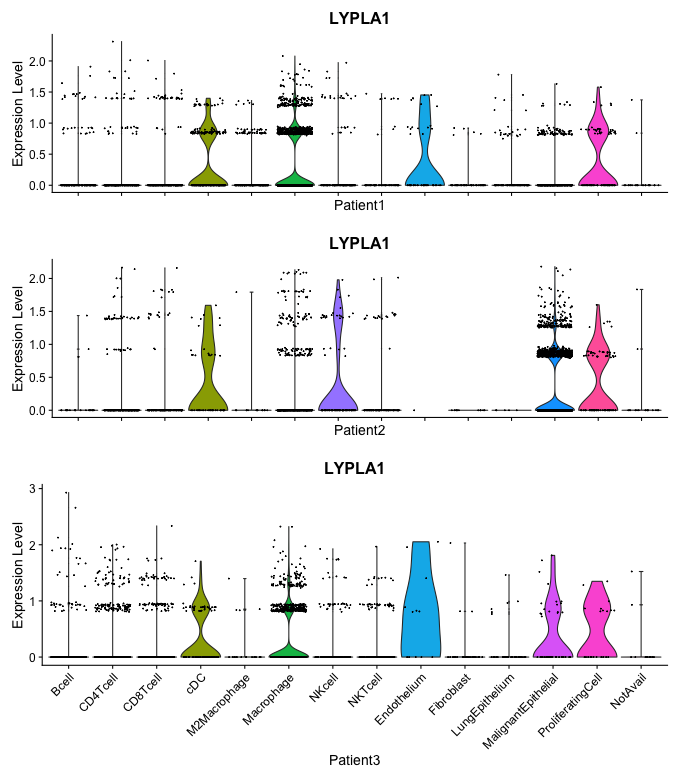 LYPLA1
Expression Level
2.0
1.5
1.0
0.5
0.0
Patient1
LYPLA1
Expression Level
2.0
1.5
1.0
0.5
0.0
Patient2
LYPLA1
Expression Level
3
2
1
0
Bcell
CD4Tcell
CD8Tcell
cDC
M2Macrophage
Macrophage
NKcell
NKTcell
Endothelium
Fibroblast
LungEpithelium
MalignantEpithelial
ProliferatingCell
NotAvail
Patient3